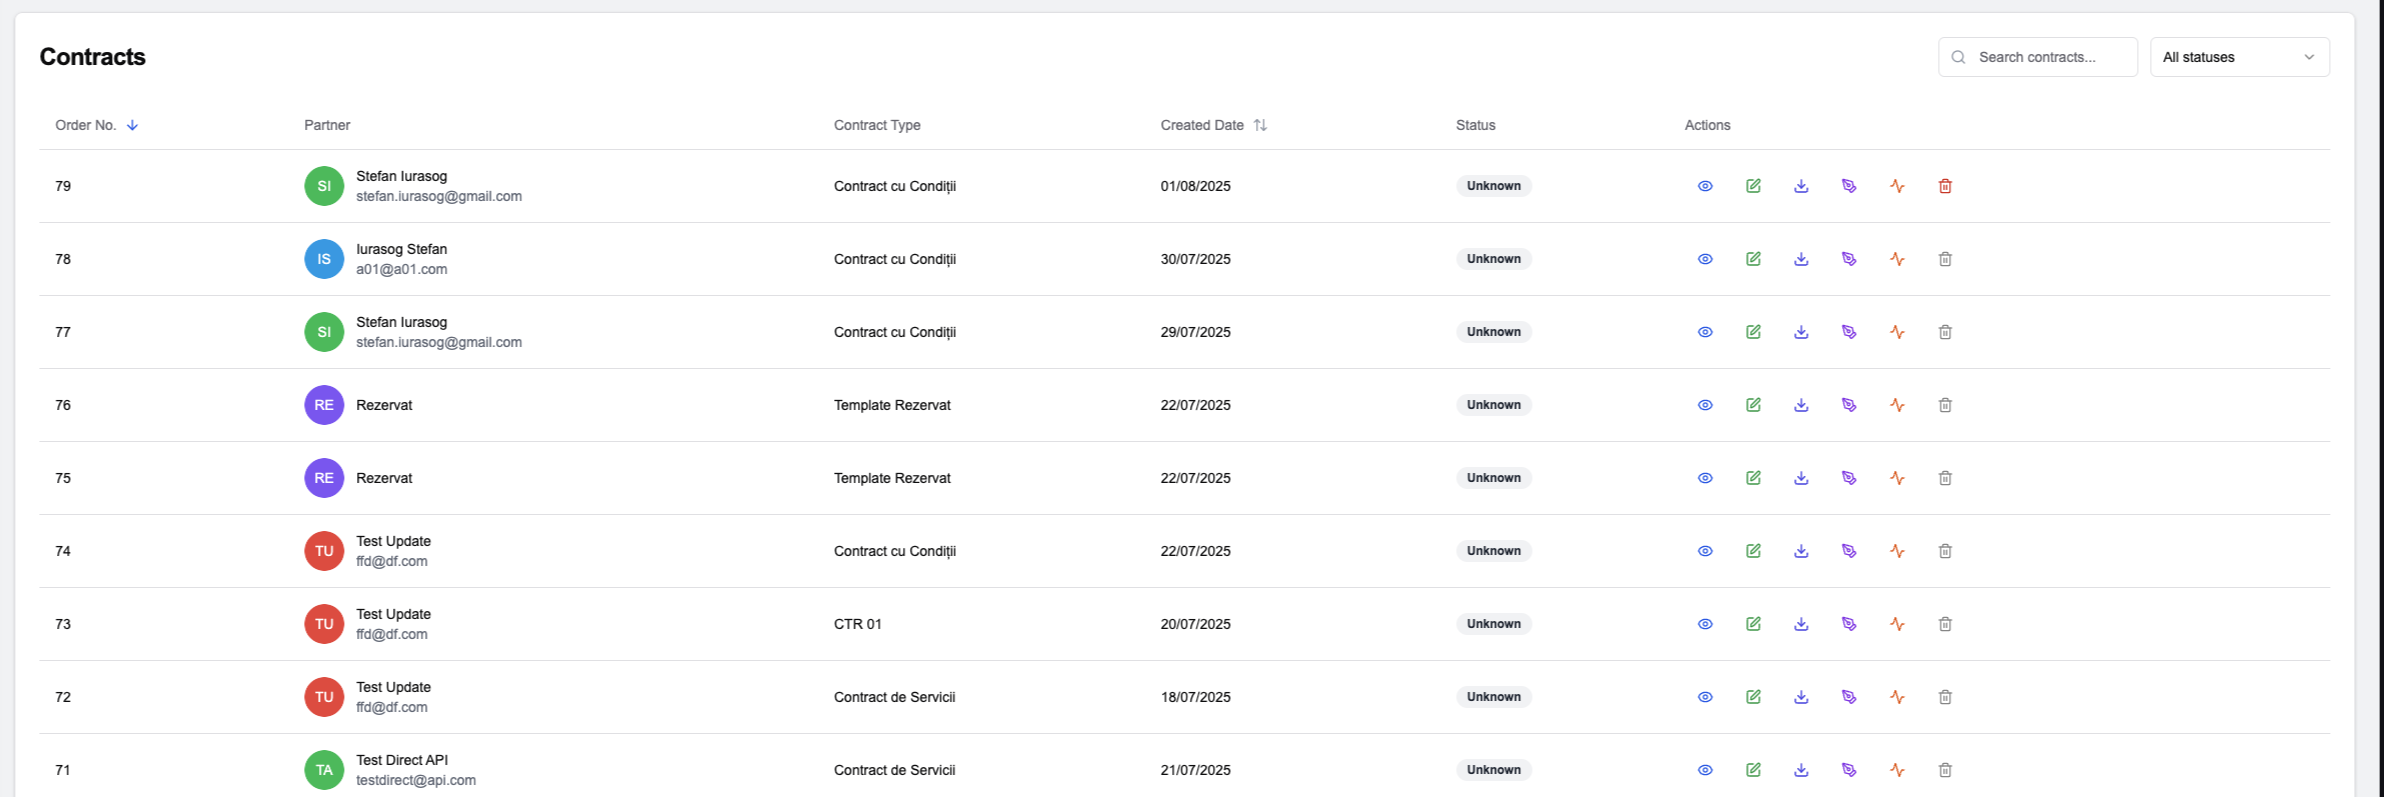 Contracts
Search contracts...
All statuses
Order No. Partner Contract Type Created Date Status Actions
79 SI Stefan Iurasog Contract cu Condiții 01/08/2025 Unknown
stefan.iurasog@gmail.com
78 IS Iurasog Stefan Contract cu Condiții 30/07/2025 Unknown
a01@a01.com
77 SI Stefan Iurasog Contract cu Condiții 29/07/2025 Unknown
stefan.iurasog@gmail.com
76 RE Rezervat Template Rezervat 22/07/2025 Unknown
75 RE Rezervat Template Rezervat 22/07/2025 Unknown
74 TU Test Update Contract cu Condiții 22/07/2025 Unknown
ffd@df.com
73 TU Test Update CTR 01 20/07/2025 Unknown
ffd@df.com
72 TU Test Update Contract de Servicii 18/07/2025 Unknown
ffd@df.com
71 TA Test Direct API Contract de Servicii 21/07/2025 Unknown
testdirect@api.com